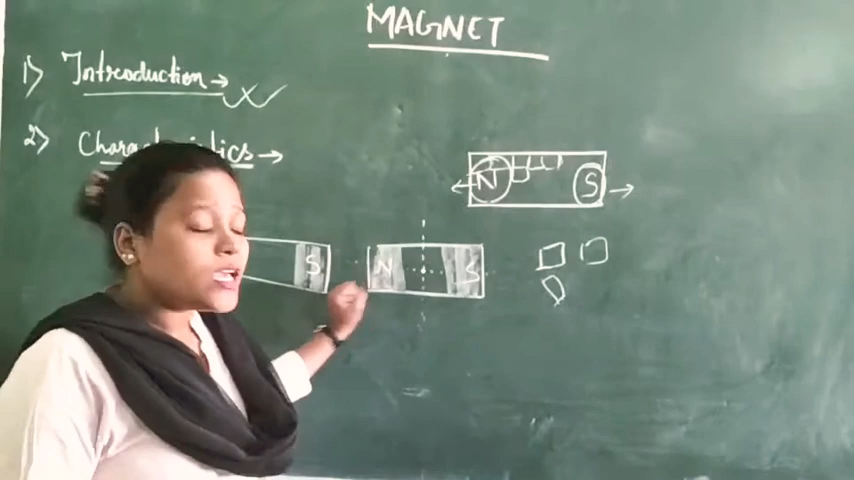 MAGNET
1) Introduction →
2) Characteristics →
N S
S N S